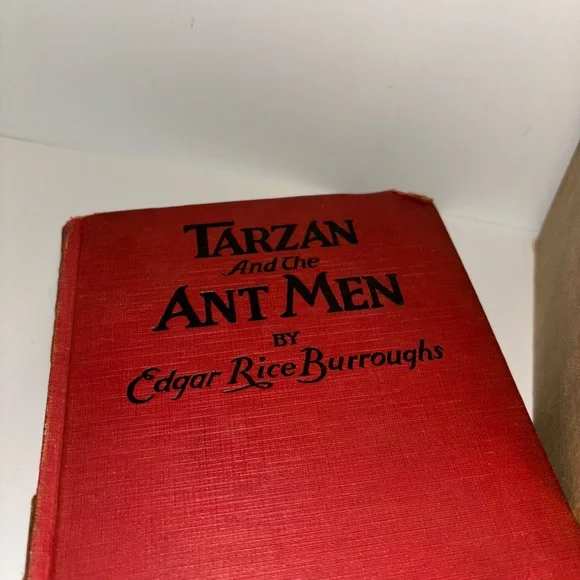 TARZAN
And the
ANT MEN
BY
Edgar Rice Burroughs